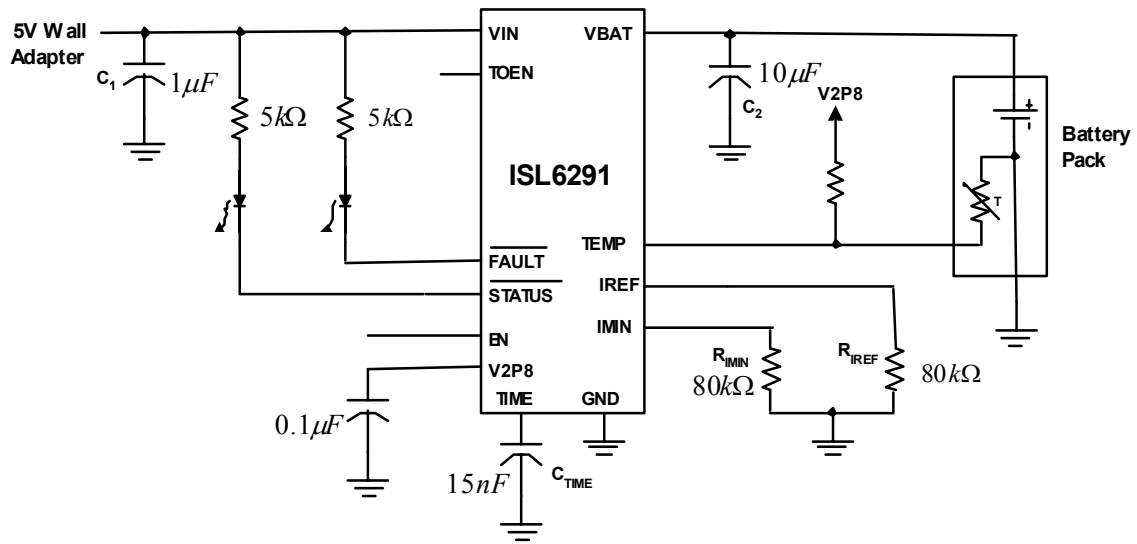 5V Wall
Adapter
C1
1μF
5kΩ
5kΩ
VIN
TOEN
ISL6291
FAULT
STATUS
EN
V2P8
TIME
GND
VBAT
TEMP
IREF
IMIN
10μF
C2
V2P8
+
-
T
Battery
Pack
RIMIN
80kΩ
RIREF
80kΩ
0.1μF
15nF
CTIME